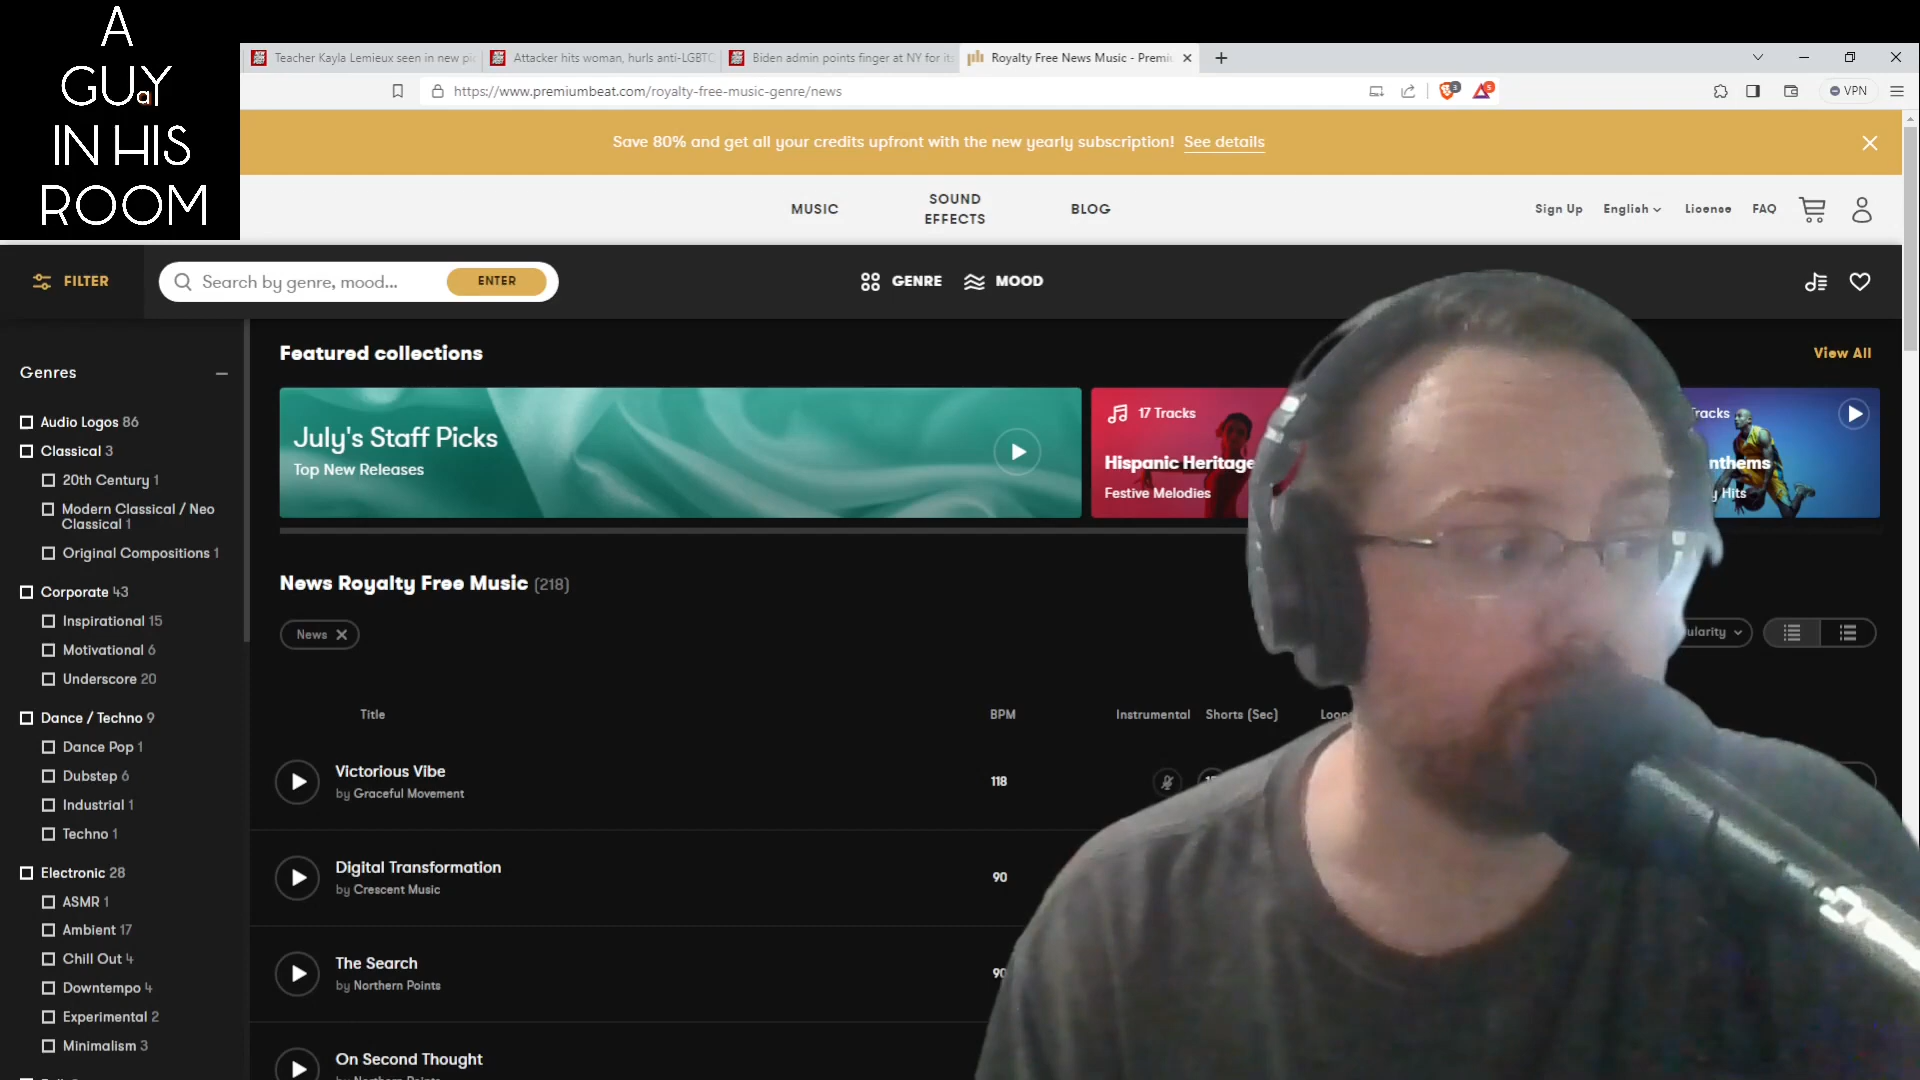 A
GUY
a
IN HIS
ROOM
Teacher Kayla Lemieux seen in new pi
Attacker hits woman, hurls anti-LGBTQ
Biden admin points finger at NY for it
Royalty Free News Music - Premi
https://www.premiumbeat.com/royalty-free-music-genre/news
3
5
VPN
Save 80% and get all your credits upfront with the new yearly subscription! See details
MUSIC
SOUND
EFFECTS
BLOG
Sign Up
English
License
FAQ
FILTER
Search by genre, mood...
ENTER
GENRE
MOOD
Genres
Audio Logos 86
Classical 3
20th Century 1
Modern Classical / Neo
Classical 1
Original Compositions 1
Corporate 43
Inspirational 15
Motivational 6
Underscore 20
Dance / Techno 9
Dance Pop 1
Dubstep 6
Industrial 1
Techno 1
Electronic 28
ASMR 1
Ambient 17
Chill Out 4
Downtempo 4
Experimental 2
Minimalism 3
Featured collections
View All
July's Staff Picks
Top New Releases
17 Tracks
Hispanic Heritage
Festive Melodies
Tracks
nthems
y Hits
News Royalty Free Music (218)
News
ularity
Title
BPM
Instrumental
Shorts (Sec)
Loop
Victorious Vibe
by Graceful Movement
118
Digital Transformation
by Crescent Music
90
The Search
by Northern Points
90
On Second Thought